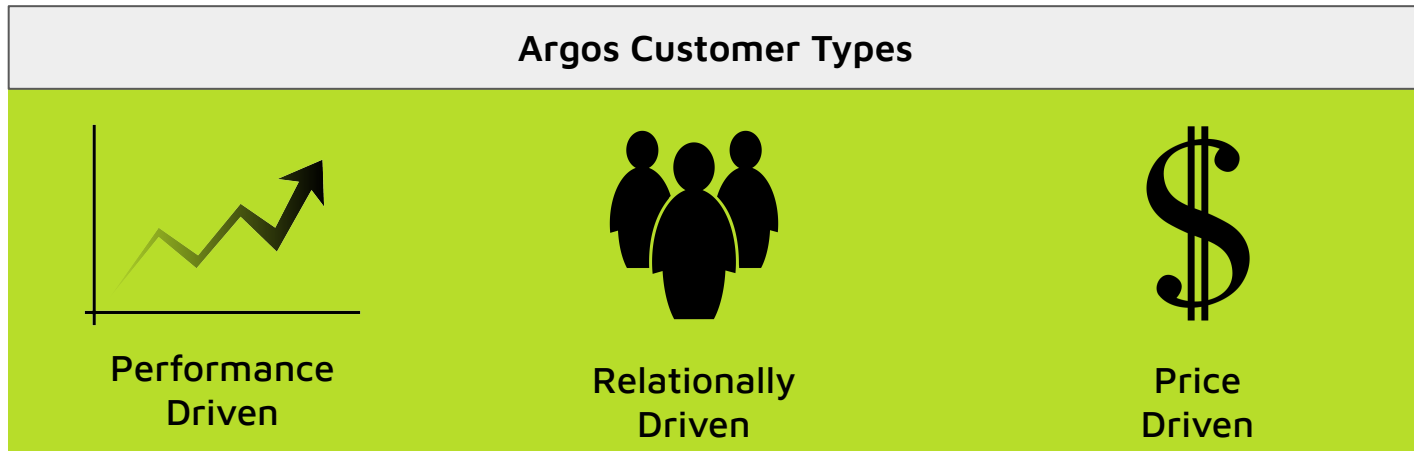 Argos Customer Types
Performance
Driven
Relationally
Driven
Price
Driven